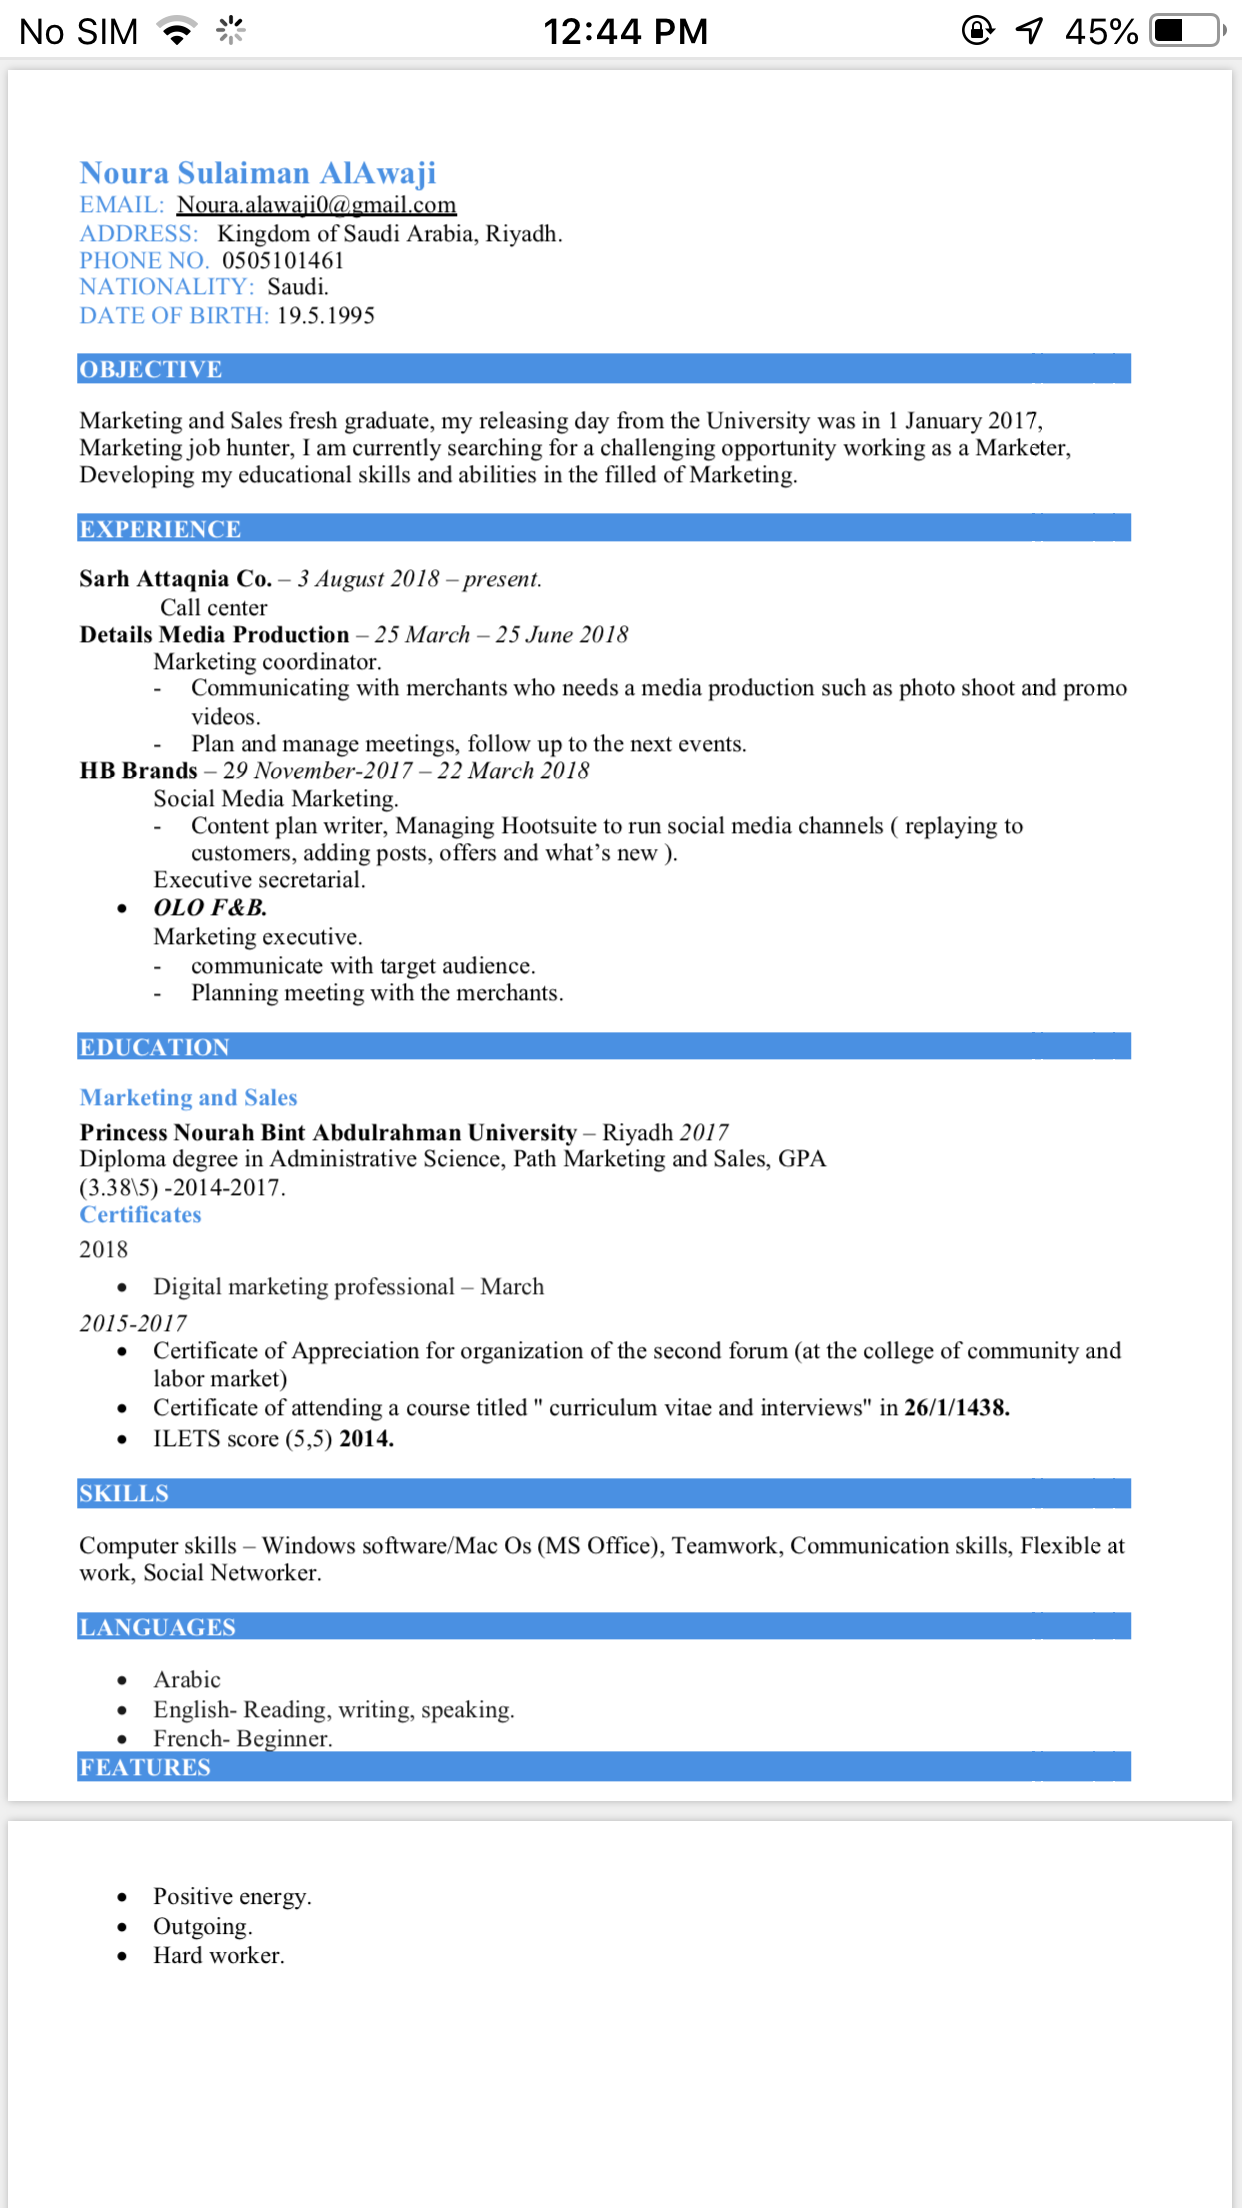 No SIM 12:44 PM 45%
Noura Sulaiman AlAwaji
EMAIL: Noura.alawaji0@gmail.com
ADDRESS: Kingdom of Saudi Arabia, Riyadh.
PHONE NO. 0505101461
NATIONALITY: Saudi.
DATE OF BIRTH: 19.5.1995
OBJECTIVE
Marketing and Sales fresh graduate, my releasing day from the University was in 1 January 2017,
Marketing job hunter, I am currently searching for a challenging opportunity working as a Marketer,
Developing my educational skills and abilities in the filled of Marketing.
EXPERIENCE
Sarh Attaqnia Co. – 3 August 2018 – present.
Call center
Details Media Production – 25 March – 25 June 2018
Marketing coordinator.
- Communicating with merchants who needs a media production such as photo shoot and promo
videos.
- Plan and manage meetings, follow up to the next events.
HB Brands – 29 November-2017 – 22 March 2018
Social Media Marketing.
- Content plan writer, Managing Hootsuite to run social media channels ( replaying to
customers, adding posts, offers and what’s new ).
Executive secretarial.
• OLO F&B.
Marketing executive.
- communicate with target audience.
- Planning meeting with the merchants.
EDUCATION
Marketing and Sales
Princess Nourah Bint Abdulrahman University – Riyadh 2017
Diploma degree in Administrative Science, Path Marketing and Sales, GPA
(3.38\5) -2014-2017.
Certificates
2018
• Digital marketing professional – March
2015-2017
• Certificate of Appreciation for organization of the second forum (at the college of community and
labor market)
• Certificate of attending a course titled " curriculum vitae and interviews" in 26/1/1438.
• ILETS score (5,5) 2014.
SKILLS
Computer skills – Windows software/Mac Os (MS Office), Teamwork, Communication skills, Flexible at
work, Social Networker.
LANGUAGES
• Arabic
• English- Reading, writing, speaking.
• French- Beginner.
FEATURES
• Positive energy.
• Outgoing.
• Hard worker.